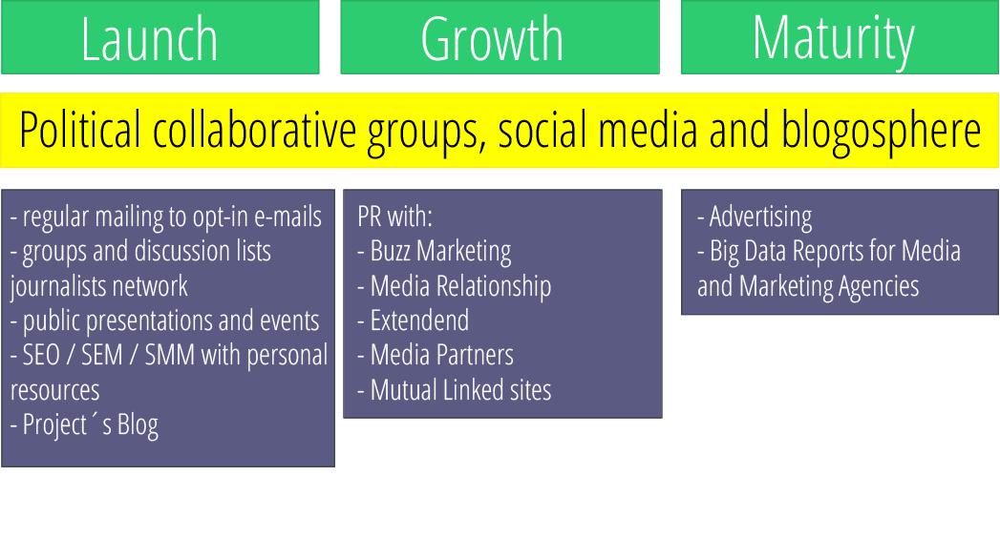 Launch
Growth
Maturity
Political collaborative groups, social media and blogosphere
- regular mailing to opt-in e-mails
- groups and discussion lists
journalists network
- public presentations and events
- SEO / SEM / SMM with personal
resources
- Project´s Blog
PR with:
- Buzz Marketing
- Media Relationship
- Extendend
- Media Partners
- Mutual Linked sites
- Advertising
- Big Data Reports for Media
and Marketing Agencies